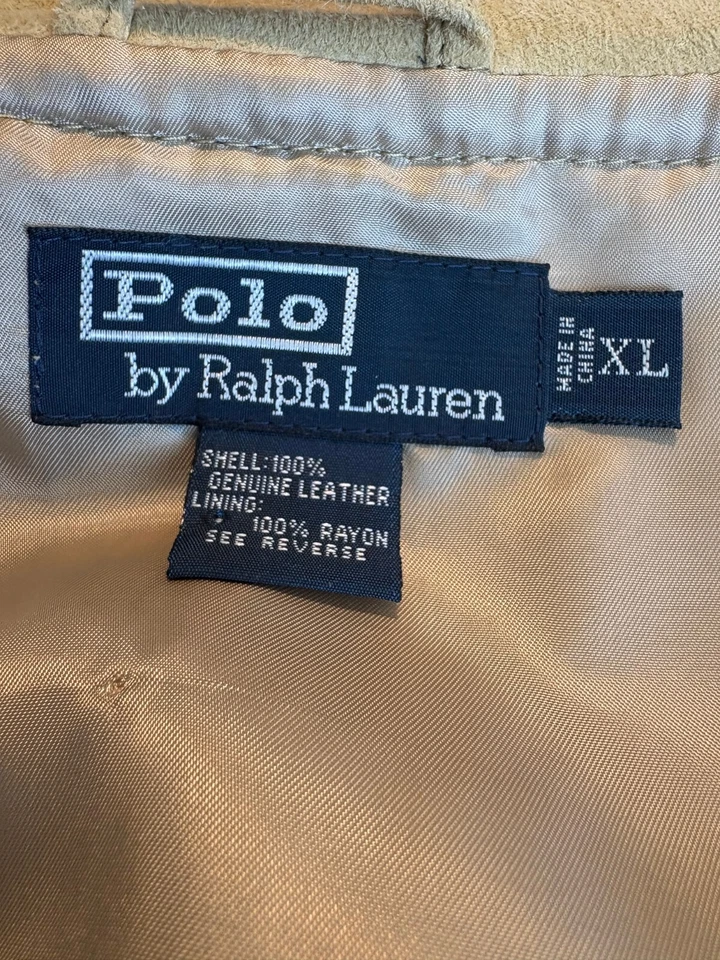 Polo
by Ralph Lauren
MADE IN
CHINA
XL
SHELL: 100%
GENUINE LEATHER
LINING:
100% RAYON
SEE REVERSE